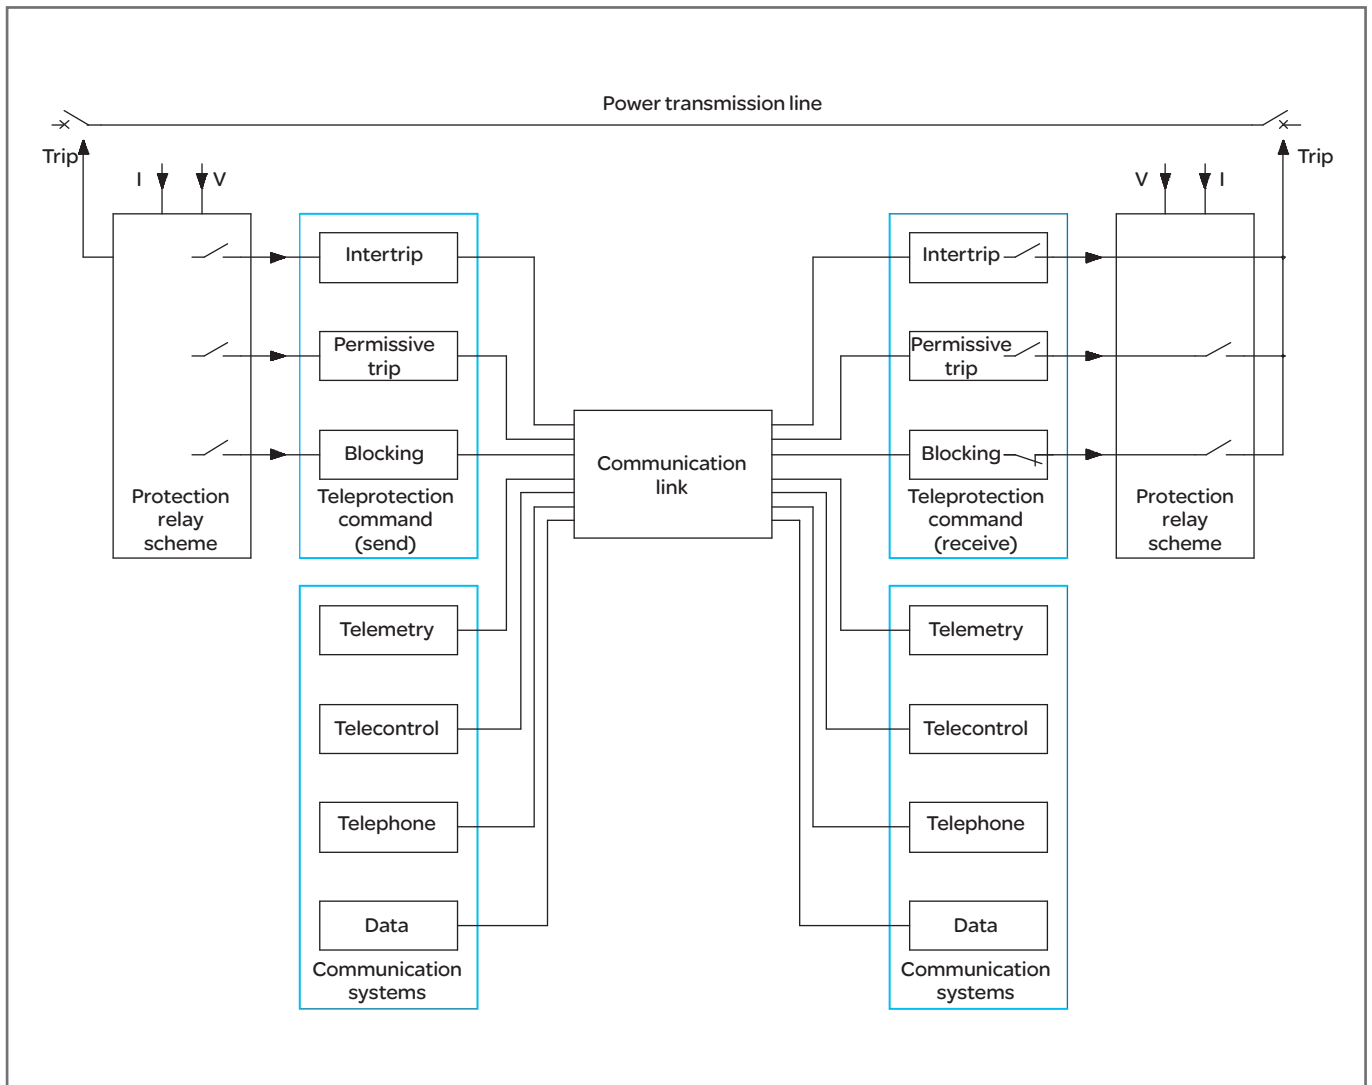 Power transmission line
Trip
Trip
I
V
V
I
Intertrip
Permissive
trip
Blocking
Protection
relay
scheme
Teleprotection
command
(send)
Communication
link
Intertrip
Permissive
trip
Blocking
Teleprotection
command
(receive)
Protection
relay
scheme
Telemetry
Telecontrol
Telephone
Data
Communication
systems
Telemetry
Telecontrol
Telephone
Data
Communication
systems